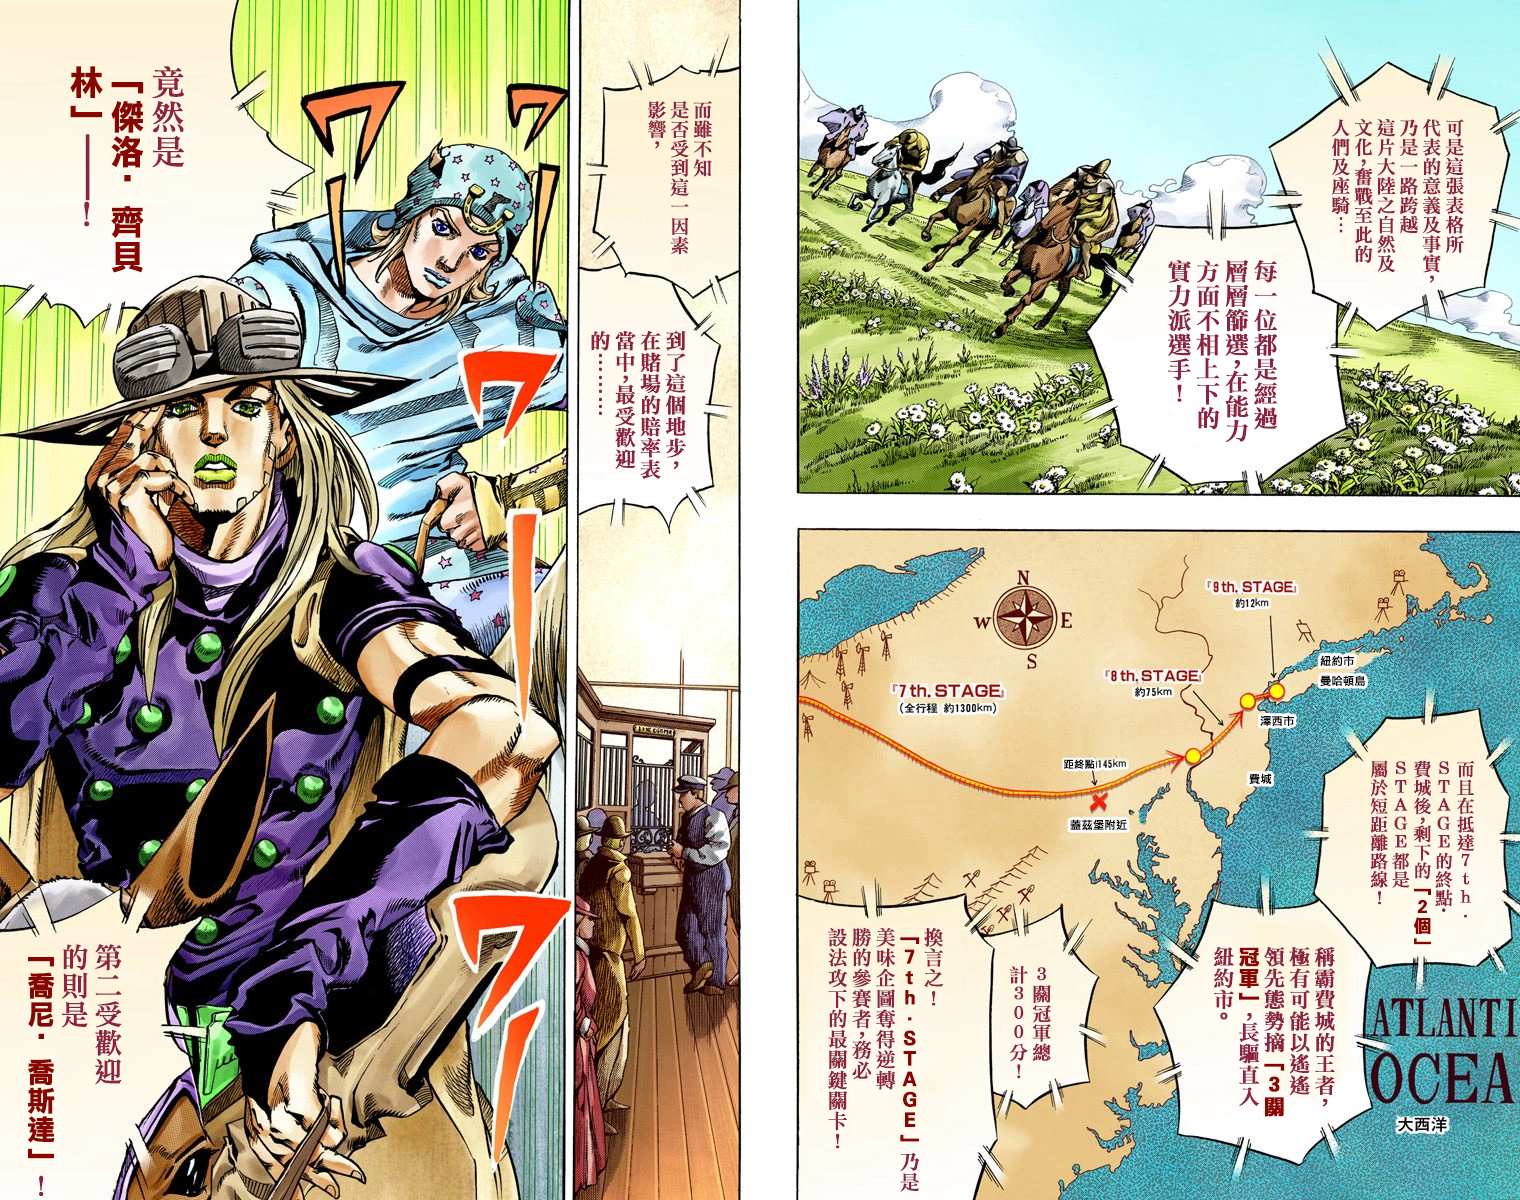 可是這張表格所
代表的意義及事實，
乃是一路跨越
這片大陸之自然及
文化，奮戰至此的
人們及座騎…
每一位都是經過
層層篩選，在能力
方面不相上下的
實力派選手！
N
W
E
S
『9th. STAGE』
約12km
紐約市
曼哈頓島
『8th. STAGE』
約75km
『7th. STAGE』
(全行程 約1300km)
澤西市
費城
距終點145km
蓋茲堡附近
而且在抵達7th．
STAGE的終點．
費城後，剩下的「2個」
STAGE都是
屬於短距離路線！
稱霸費城的王者，
極有可能以遙遙
領先態勢摘「3關
冠軍」，長驅直入
紐約市。
3關冠軍總
計300分！
換言之！
「7th．STAGE」乃是
美味企圖奪得逆轉
勝的參賽者，務必
設法攻下的最關鍵關卡！
ATLANTI
OCEA
大西洋
而雖不知
是否受到這一因素
影響，
到了這個地步，
在賭場的賠率表
當中，最受歡迎
的………
竟然是
「傑洛．齊貝
林」——！
ワ
ワ
ワ
ワ
第二受歡迎
的則是
「喬尼．喬斯達」！